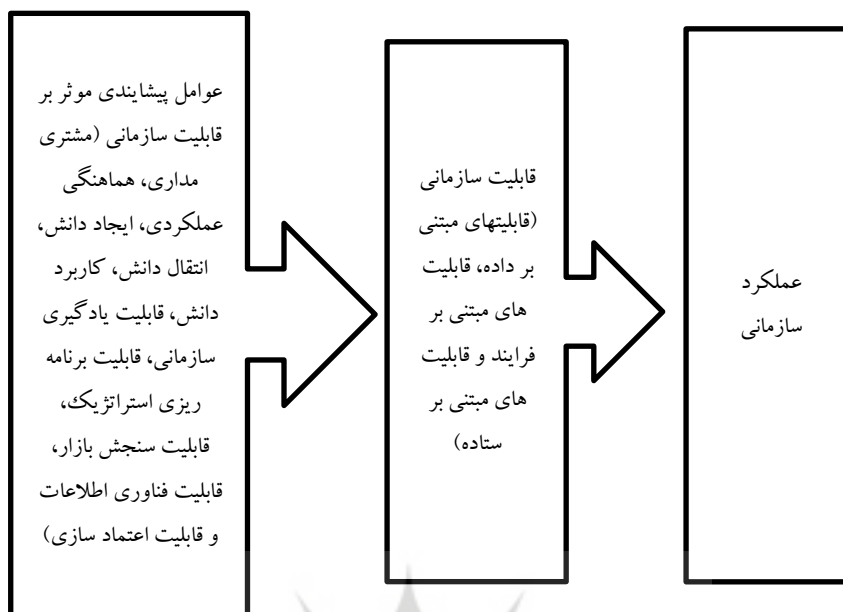 عوامل پیشایندی موثر بر
قابلیت سازمانی (مشتری
مداری، هماهنگی
عملکردی، ایجاد دانش،
انتقال دانش، کاربرد
دانش، قابلیت یادگیری
سازمانی، قابلیت برنامه
ریزی استراتژیک،
قابلیت سنجش بازار،
قابلیت فناوری اطلاعات
و قابلیت اعتماد سازی)
قابلیت سازمانی
(قابلیتهای مبتنی
بر داده، قابلیت
های مبتنی بر
فرایند و قابلیت
های مبتنی بر
ستاده)
عملکرد
سازمانی